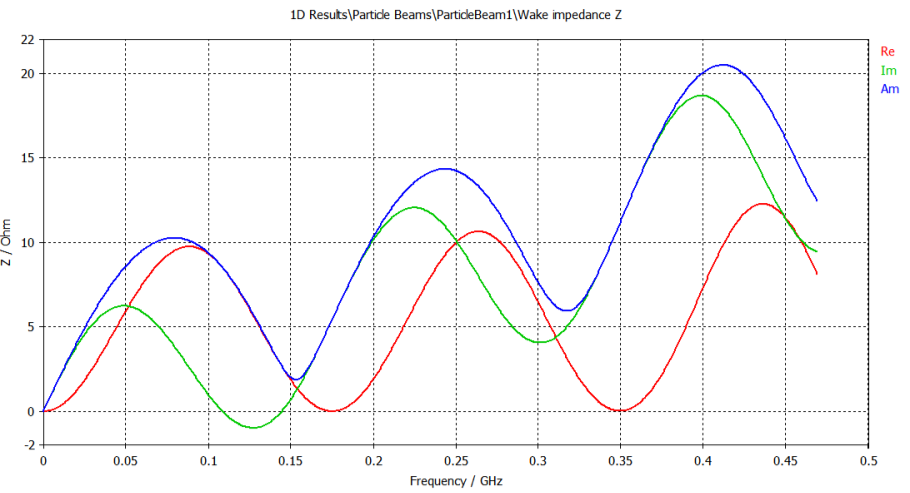 1D Results\Particle Beams\ParticleBeam1\Wake impedance Z
22
20
15
10
5
0
-2
Z / Ohm
0 0.05 0.1 0.15 0.2 0.25 0.3 0.35 0.4 0.45 0.5
Frequency / GHz
Re
Im
Am